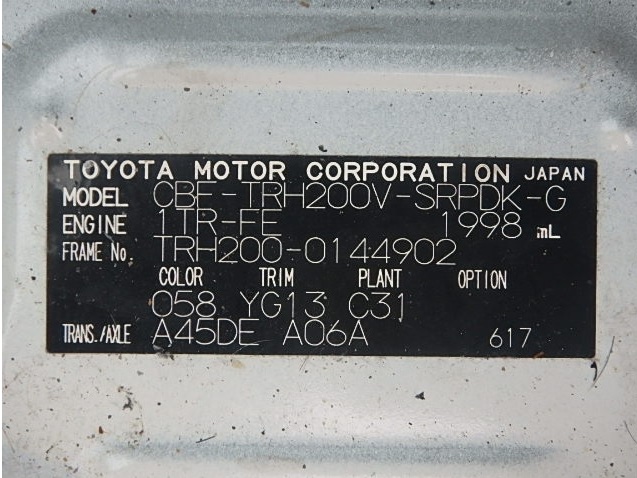 TOYOTA MOTOR CORPORATION JAPAN
MODEL CBF-TRH200V-SRPDK-G
ENGINE 1TR-FE 1998 mL
FRAME No. TRH200-0144902
COLOR TRIM PLANT OPTION
058 YG13 C31
TRANS./AXLE A45DE A06A 617